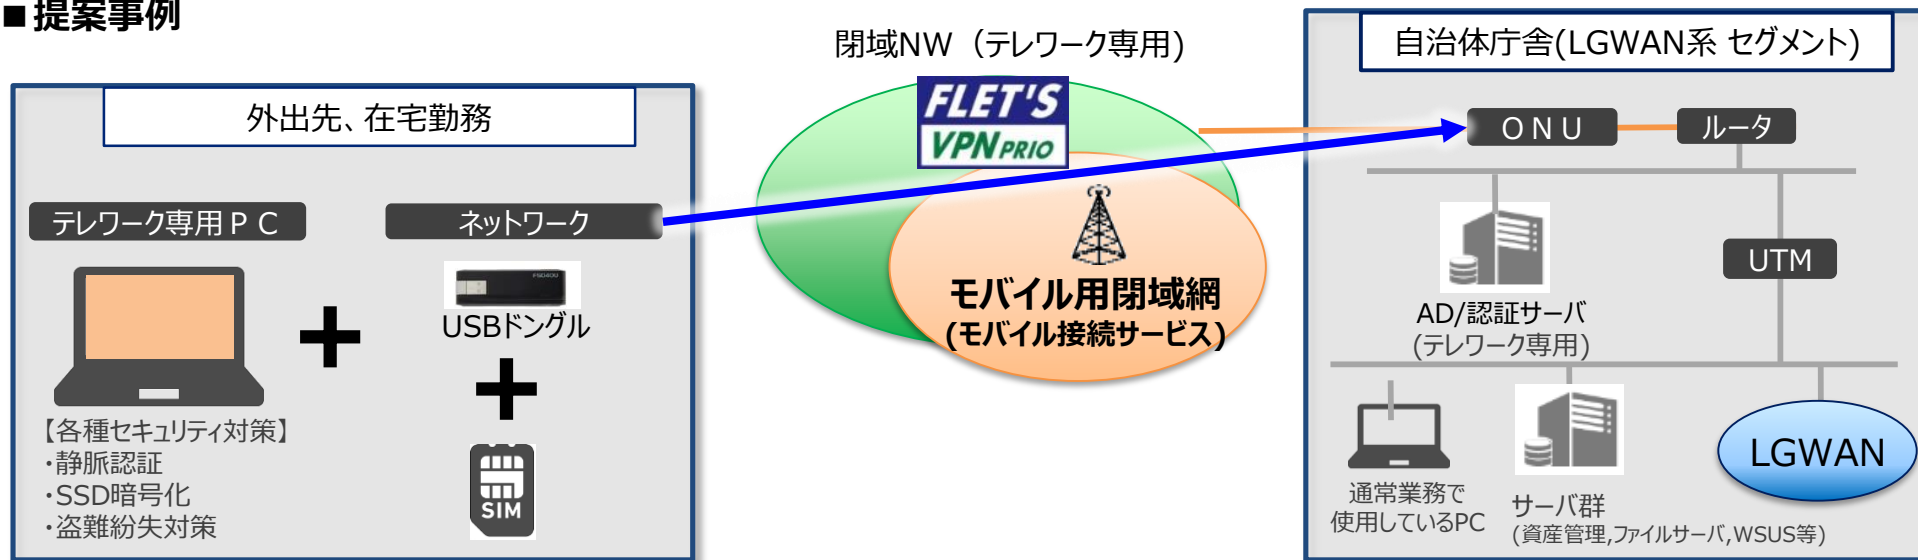 ■提案事例
外出先、在宅勤務
テレワーク専用ＰＣ
【各種セキュリティ対策】
・静脈認証
・SSD暗号化
・盗難紛失対策
ネットワーク
FS040U
USBドングル
SIM
閉域NW（テレワーク専用)
FLET'S
VPN PRIO
モバイル用閉域網
(モバイル接続サービス)
自治体庁舎(LGWAN系 セグメント)
ＯＮＵ
ルータ
AD/認証サーバ
(テレワーク専用)
UTM
通常業務で
使用しているPC
サーバ群
(資産管理,ファイルサーバ,WSUS等)
LGWAN